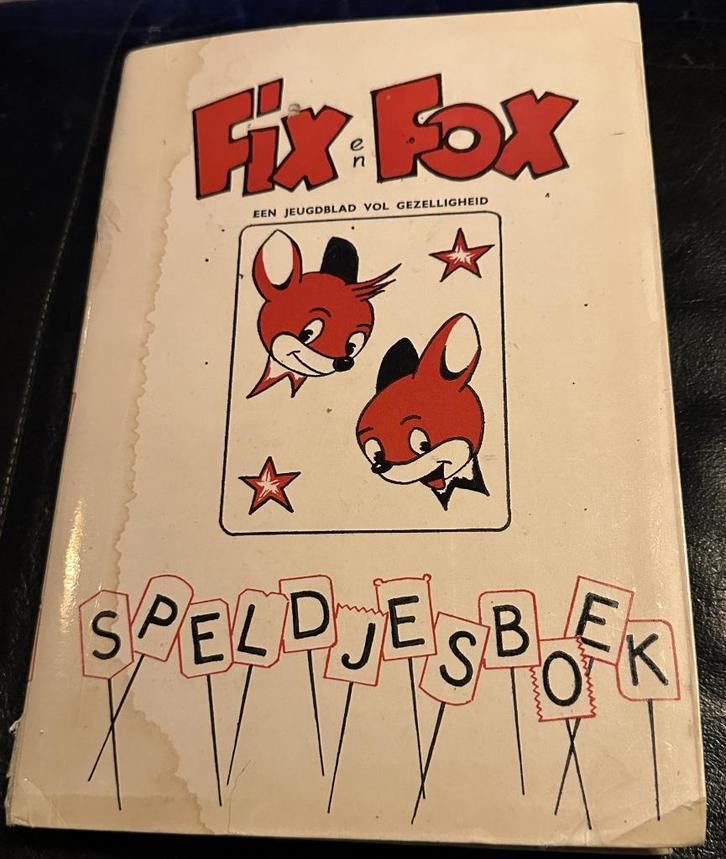 Fix en Fox
EEN JEUGDBLAD VOL GEZELLIGHEID
SPELDJESBOEK